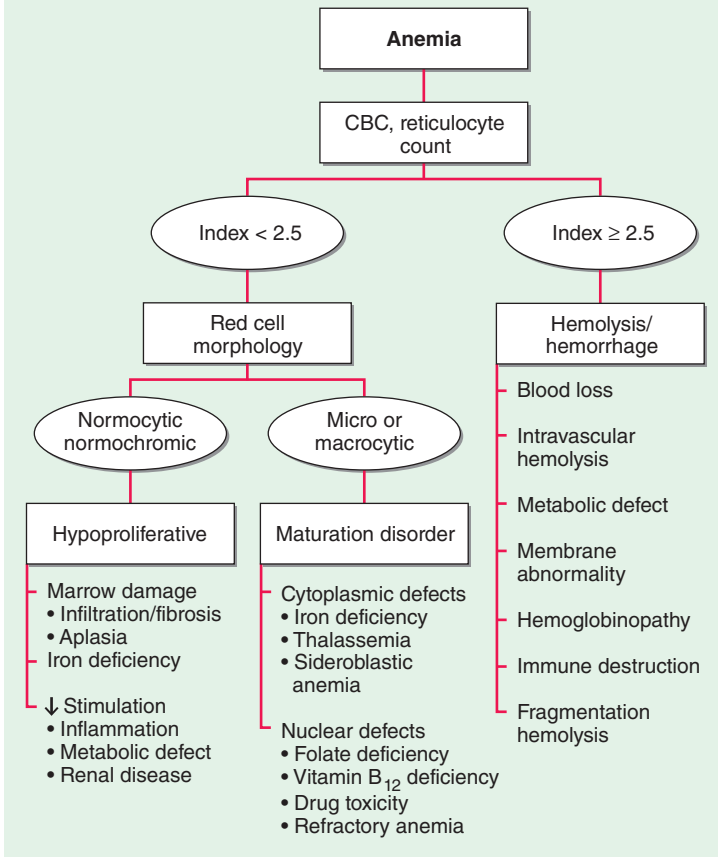 Anemia
CBC, reticulocyte
count
Index < 2.5
Index ≥ 2.5
Red cell
morphology
Hemolysis/
hemorrhage
Normocytic
normochromic
Micro or
macrocytic
Hypoproliferative
Maturation disorder
Marrow damage
• Infiltration/fibrosis
• Aplasia
Iron deficiency
↓ Stimulation
• Inflammation
• Metabolic defect
• Renal disease
Cytoplasmic defects
• Iron deficiency
• Thalassemia
• Sideroblastic
anemia
Nuclear defects
• Folate deficiency
• Vitamin B12 deficiency
• Drug toxicity
• Refractory anemia
Blood loss
Intravascular
hemolysis
Metabolic defect
Membrane
abnormality
Hemoglobinopathy
Immune destruction
Fragmentation
hemolysis